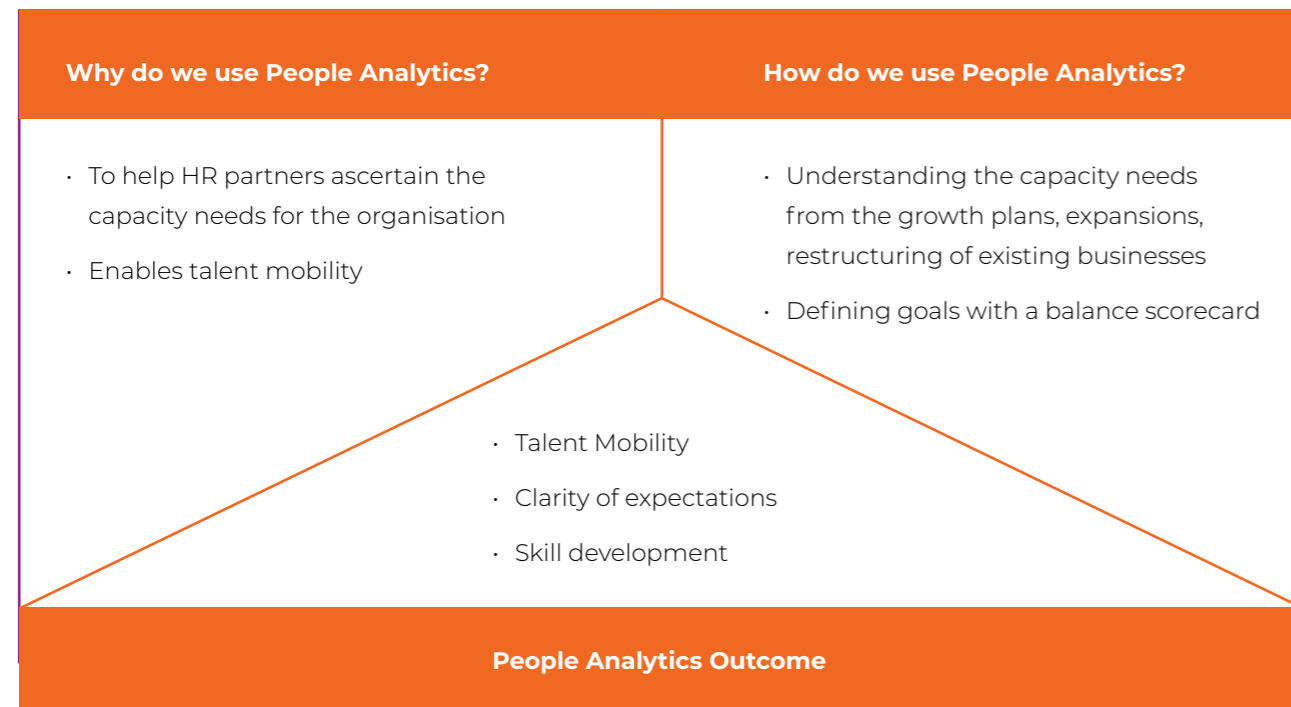 Why do we use People Analytics?
• To help HR partners ascertain the
capacity needs for the organisation
• Enables talent mobility
How do we use People Analytics?
• Understanding the capacity needs
from the growth plans, expansions,
restructuring of existing businesses
• Defining goals with a balance scorecard
• Talent Mobility
• Clarity of expectations
• Skill development
People Analytics Outcome